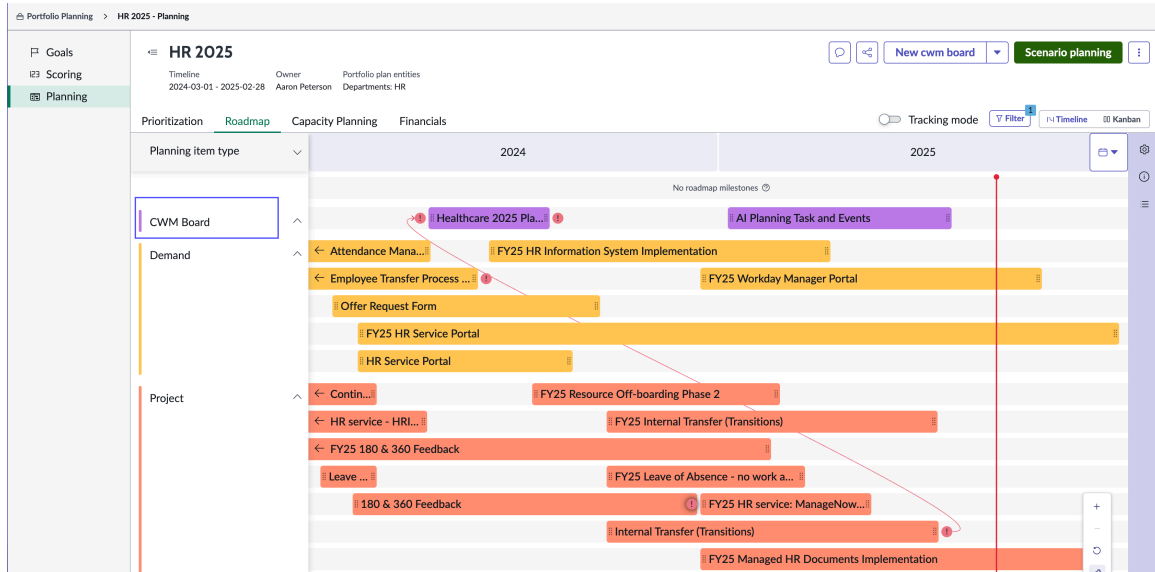 Portfolio Planning > HR 2025 - Planning
Goals
Scoring
Planning
HR 2025
New cwm board
Scenario planning
Timeline
Owner
Portfolio plan entities
2024-03-01 - 2025-02-28
Aaron Peterson
Departments: HR
Prioritization
Roadmap
Capacity Planning
Financials
Tracking mode
Filter
1
Timeline
Kanban
Planning item type
2024
2025
No roadmap milestones
CWM Board
Healthcare 2025 Pla...
AI Planning Task and Events
Demand
Attendance Mana...
FY25 HR Information System Implementation
Employee Transfer Process ...
FY25 Workday Manager Portal
Offer Request Form
FY25 HR Service Portal
HR Service Portal
Project
Contin...
FY25 Resource Off-boarding Phase 2
HR service - HRI...
FY25 Internal Transfer (Transitions)
FY25 180 & 360 Feedback
Leave ...
FY25 Leave of Absence - no work a...
180 & 360 Feedback
FY25 HR service: ManageNow...
Internal Transfer (Transitions)
FY25 Managed HR Documents Implementation